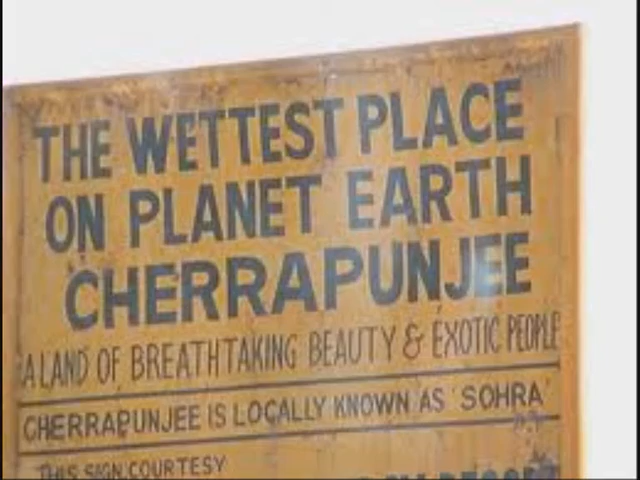 THE WETTEST PLACE
ON PLANET EARTH
CHERRAPUNJEE
A LAND OF BREATHTAKING BEAUTY & EXOTIC PEOPLE
CHERRAPUNJEE IS LOCALLY KNOWN AS 'SOHRA'
THIS SIGN COURTESY